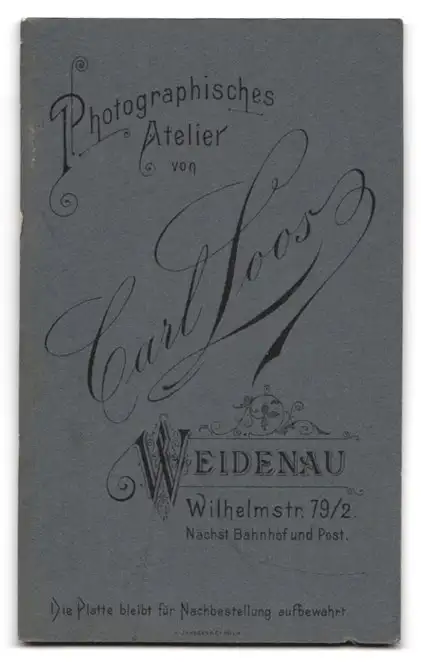 Photographisches
Atelier
von
Carl Loos
WEIDENAU
Wilhelmstr. 79/2.
Nächst Bahnhof und Post.
Die Platte bleibt für Nachbestellung aufbewahrt